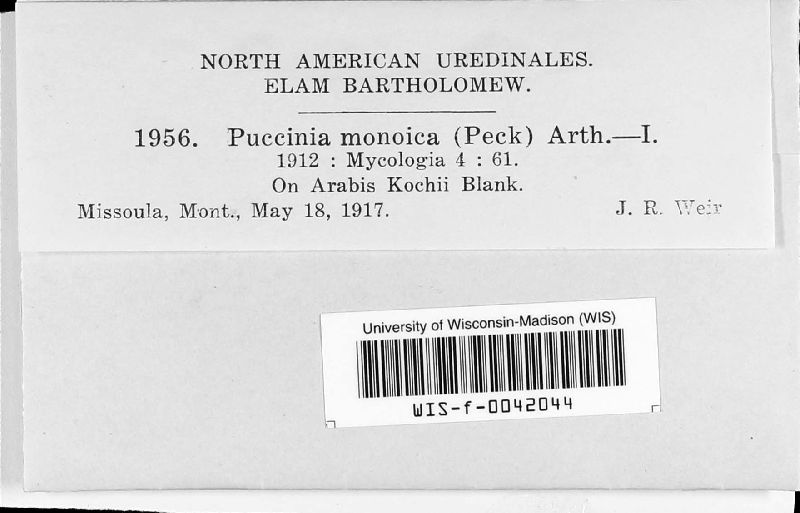 NORTH AMERICAN UREDINALES.
ELAM BARTHOLOMEW.
1956. Puccinia monoica (Peck) Arth.—I.
1912 : Mycologia 4 : 61.
On Arabis Kochii Blank.
Missoula, Mont., May 18, 1917. J. R. Weir
University of Wisconsin-Madison (WIS)
WIS-f-0042044